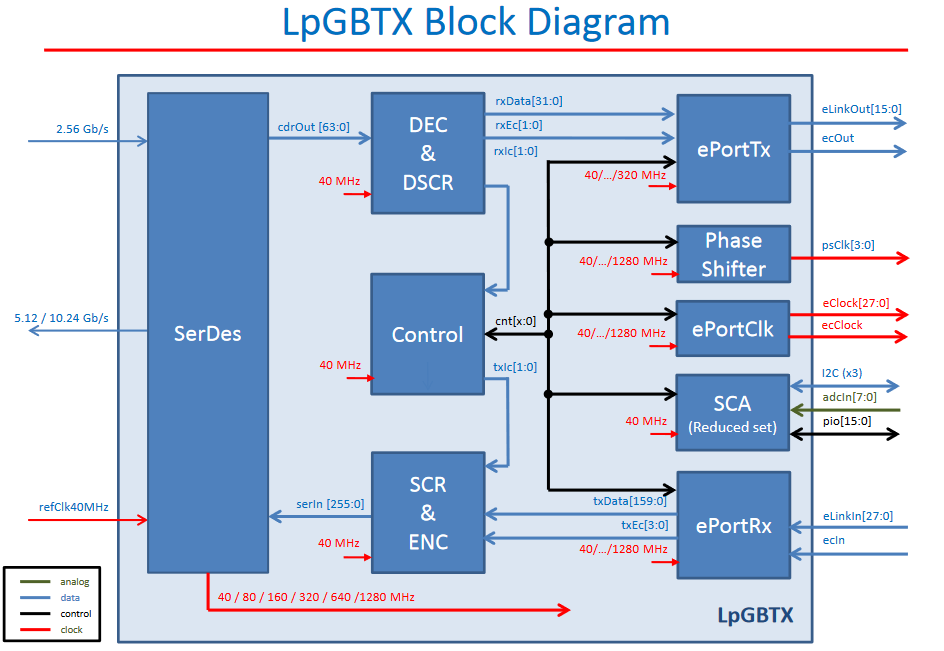 LpGBTX Block Diagram
2.56 Gb/s
5.12 / 10.24 Gb/s
refClk40MHz
SerDes
cdrOut [63:0]
40 MHz
DEC
&
DSCR
rxData[31:0]
rxEc[1:0]
rxIc[1:0]
40 MHz
Control
cnt[x:0]
txIc[1:0]
serIn [255:0]
40 MHz
SCR
&
ENC
txData[159:0]
txEc[3:0]
40/.../320 MHz
ePortTx
eLinkOut[15:0]
ecOut
40/.../1280 MHz
Phase
Shifter
psClk[3:0]
40/.../1280 MHz
ePortClk
eClock[27:0]
ecClock
40 MHz
SCA
(Reduced set)
I2C (x3)
adcIn[7:0]
pio[15:0]
40/.../1280 MHz
ePortRx
eLinkIn[27:0]
ecIn
40 / 80 / 160 / 320 / 640 /1280 MHz
LpGBTX
analog
data
control
clock